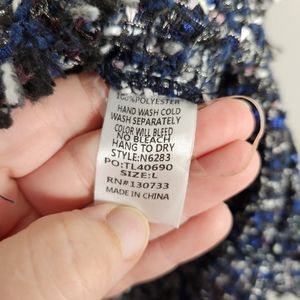 100%POLYESTER
HAND WASH COLD
WASH SEPARATELY
COLOR WILL BLEED
NO BLEACH
HANG TO DRY
STYLE:N6283
PO:TL40690
SIZE:L
RN#130733
MADE IN CHINA